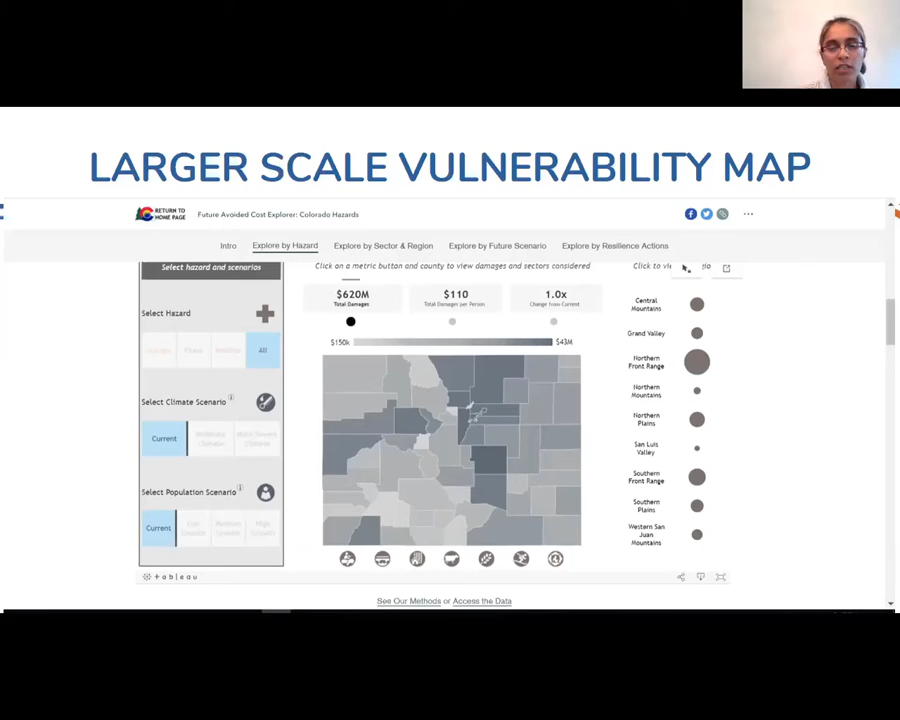 LARGER SCALE VULNERABILITY MAP
RETURN TO
HOME PAGE
Future Avoided Cost Explorer: Colorado Hazards
Intro
Explore by Hazard
Explore by Sector & Region
Explore by Future Scenario
Explore by Resilience Actions
Select hazard and scenarios
Click on a metric button and county to view damages and sectors considered
Click to
$620M
Total Damages
$110
Total Damages per Person
1.0x
Change from Current
$150k
$43M
Select Hazard
All
Select Climate Scenario
Current
Select Population Scenario
Current
Growth
Central
Mountains
Grand Valley
Northern
Front Range
Northern
Mountains
Northern
Plains
San Luis
Valley
Southern
Front Range
Southern
Plains
Western San
Juan
Mountains
+ableau
See Our Methods or Access the Data